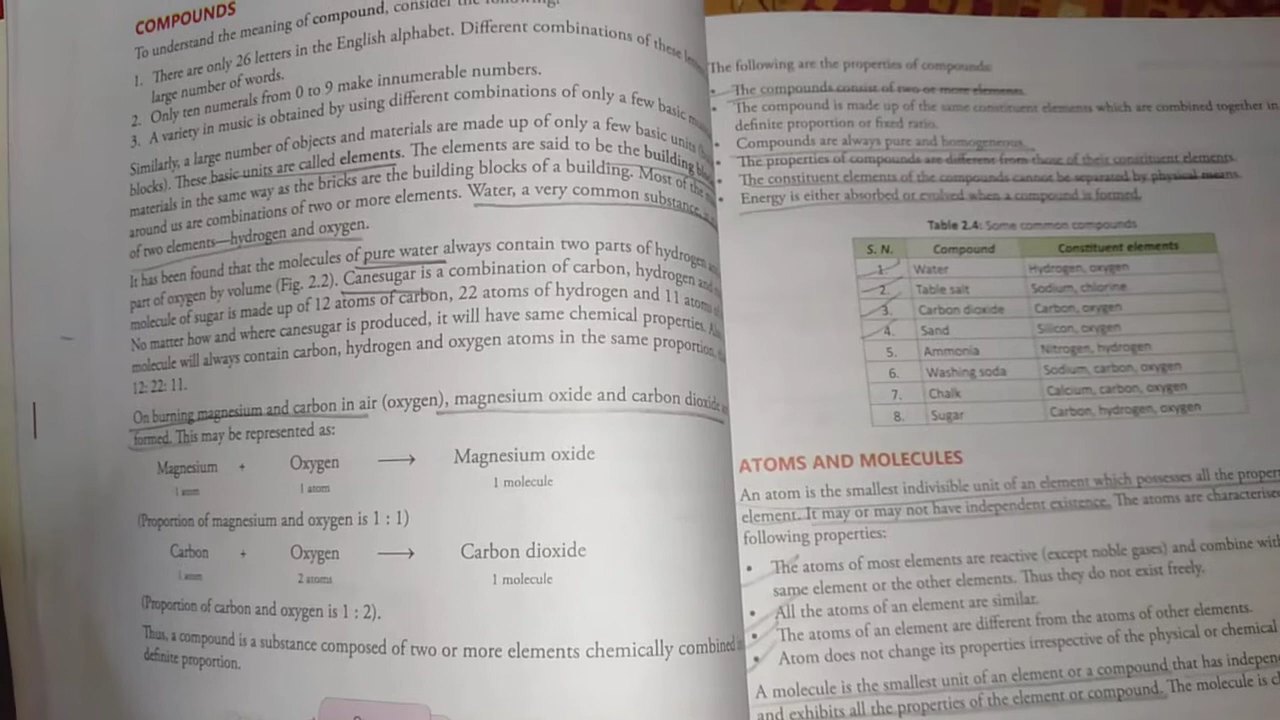 COMPOUNDS
To understand the meaning of compound, consider the following:
1. There are only 26 letters in the English alphabet. Different combinations of these
large number of words.
2. Only ten numerals from 0 to 9 make innumerable numbers.
3. A variety in music is obtained by using different combinations of only a few basic
Similarly, a large number of objects and materials are made up of only a few basic units
blocks). These basic units are called elements. The elements are said to be the building
materials in the same way as the bricks are the building blocks of a building. Most of the
around us are combinations of two or more elements. Water, a very common substance,
of two elements—hydrogen and oxygen.
It has been found that the molecules of pure water always contain two parts of hydrogen
part of oxygen by volume (Fig. 2.2). Canesugar is a combination of carbon, hydrogen and
molecule of sugar is made up of 12 atoms of carbon, 22 atoms of hydrogen and 11 atoms
No matter how and where canesugar is produced, it will have same chemical properties.
molecule will always contain carbon, hydrogen and oxygen atoms in the same proportion,
12: 22: 11.
On burning magnesium and carbon in air (oxygen), magnesium oxide and carbon dioxide
formed. This may be represented as:
Magnesium + Oxygen → Magnesium oxide
1 atom 1 atom 1 molecule
(Proportion of magnesium and oxygen is 1 : 1)
Carbon + Oxygen → Carbon dioxide
1 atom 2 atoms 1 molecule
(Proportion of carbon and oxygen is 1 : 2).
Thus, a compound is a substance composed of two or more elements chemically combined
definite proportion.
The following are the properties of compounds:
• The compounds consist of two or more elements.
• The compound is made up of the same constituent elements which are combined together in
definite proportion or fixed ratio.
• Compounds are always pure and homogeneous.
• The properties of compounds are different from those of their constituent elements.
• The constituent elements of the compounds cannot be separated by physical means.
• Energy is either absorbed or evolved when a compound is formed.
Table 2.4: Some common compounds
S. N. Compound Constituent elements
1. Water Hydrogen, oxygen
2. Table salt Sodium, chlorine
3. Carbon dioxide Carbon, oxygen
4. Sand Silicon, oxygen
5. Ammonia Nitrogen, hydrogen
6. Washing soda Sodium, carbon, oxygen
7. Chalk Calcium, carbon, oxygen
8. Sugar Carbon, hydrogen, oxygen
ATOMS AND MOLECULES
An atom is the smallest indivisible unit of an element which possesses all the proper
element. It may or may not have independent existence. The atoms are characterise
following properties:
• The atoms of most elements are reactive (except noble gases) and combine with
same element or the other elements. Thus they do not exist freely.
• All the atoms of an element are similar.
• The atoms of an element are different from the atoms of other elements.
• Atom does not change its properties irrespective of the physical or chemical
A molecule is the smallest unit of an element or a compound that has indepen
and exhibits all the properties of the element or compound. The molecule is c